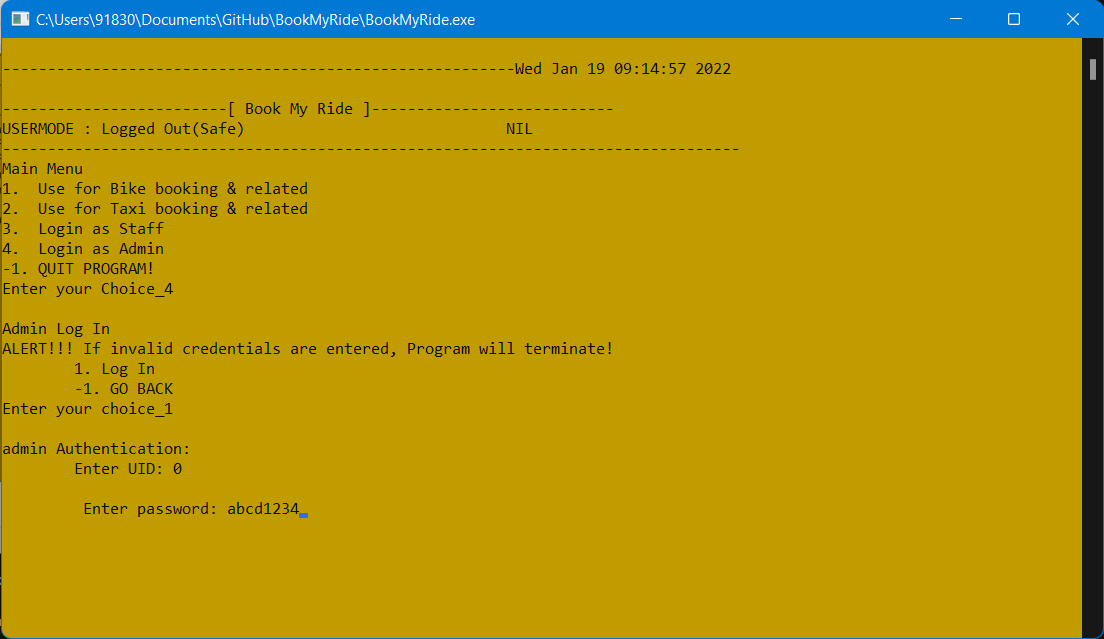 C:\Users\91830\Documents\GitHub\BookMyRide\BookMyRide.exe
---------------------------------------------------------Wed Jan 19 09:14:57 2022
-------------------------[ Book My Ride ]---------------------------
USERMODE : Logged Out(Safe)                             NIL
----------------------------------------------------------------------------------
Main Menu
1.  Use for Bike booking & related
2.  Use for Taxi booking & related
3.  Login as Staff
4.  Login as Admin
-1. QUIT PROGRAM!
Enter your Choice_4
Admin Log In
ALERT!!! If invalid credentials are entered, Program will terminate!
        1. Log In
        -1. GO BACK
Enter your choice_1
admin Authentication:
        Enter UID: 0
         Enter password: abcd1234